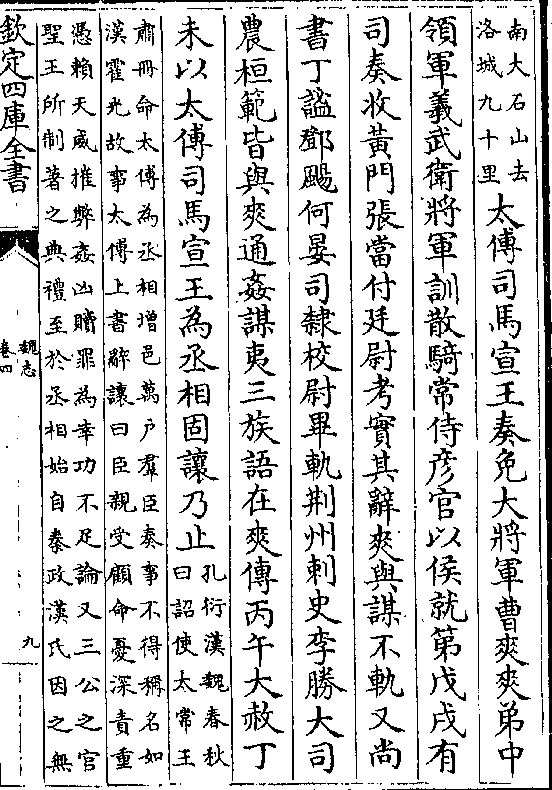 南大石山去
洛城九十里
太傅司馬宣王奏免大將軍曹爽爽弟中
領軍羲武衛將軍訓散騎常侍彦官以侯就第戊戌有
司奏收黃門張當付廷尉考實其辭爽與謀不軌又尚
書丁謐鄧颺何晏司隸校尉畢軌荆州刺史李勝大司
農桓範皆與爽通姦謀夷三族語在爽傳丙午大赦丁
未以太傅司馬宣王為丞相固讓乃止
孔衍漢魏春秋
曰詔使太常王
肅冊命太傅為丞相增邑萬户羣臣奏事不得稱名如
漢霍光故事太傅上書辭讓曰臣親受顧命憂深責重
憑賴天威摧弊姦凶贖罪為幸功不足論又三公之官
聖王所制著之典禮至於丞相始自秦政漢氏因之無
欽定四庫全書
魏志
卷四
九